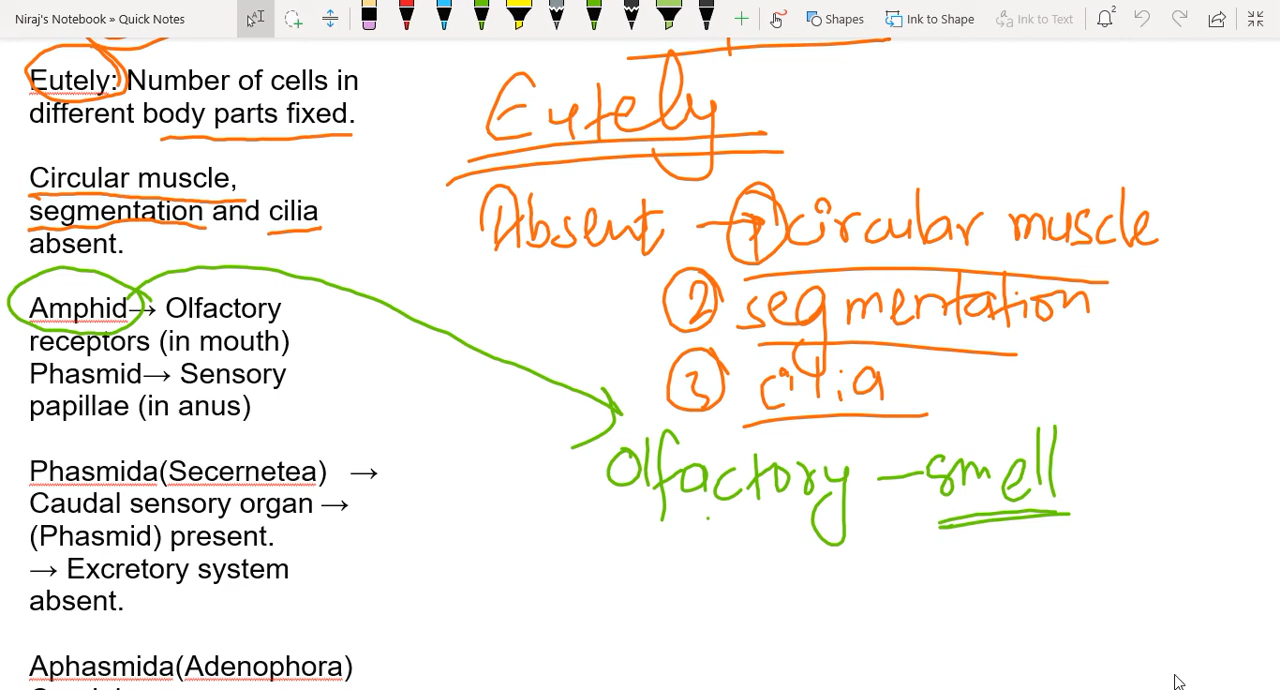 Niraj's Notebook » Quick Notes
Shapes
Ink to Shape
Ink to Text
2
Eutely: Number of cells in
different body parts fixed.
Circular muscle,
segmentation and cilia
absent.
Amphid→ Olfactory
receptors (in mouth)
Phasmid→ Sensory
papillae (in anus)
Phasmida(Secernetea) →
Caudal sensory organ →
(Phasmid) present.
→ Excretory system
absent.
Aphasmida(Adenophora)
Eutely
Absent → ① circular muscle
② segmentation
③ cilia
Olfactory – smell